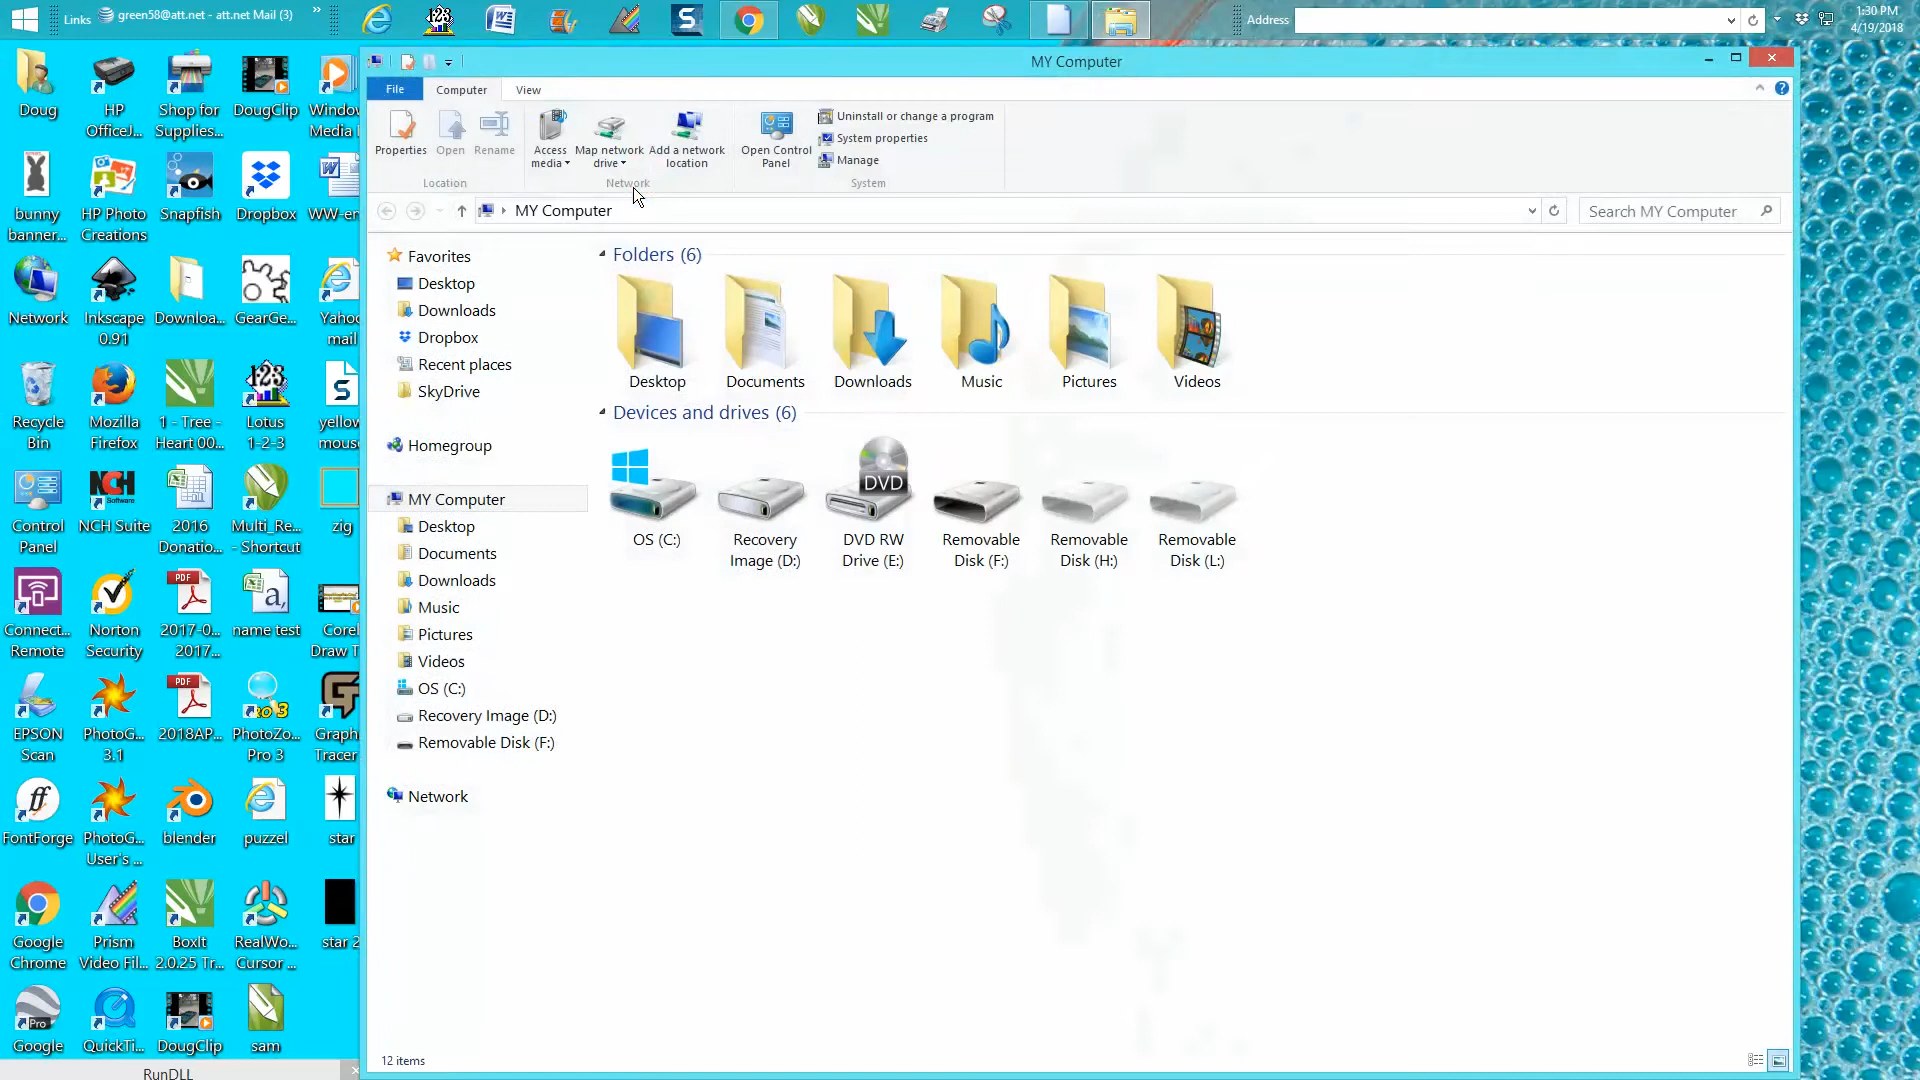 Links green58@att.net - att.net Mail (3) »
Address
1:30 PM
4/19/2018
MY Computer
File Computer View
Properties Open Rename
Access media Map network drive Add a network location
Open Control Panel
Uninstall or change a program
System properties
Manage
Location Network System
MY Computer
Search MY Computer
Favorites
Desktop
Downloads
Dropbox
Recent places
SkyDrive
Homegroup
MY Computer
Desktop
Documents
Downloads
Music
Pictures
Videos
OS (C:)
Recovery Image (D:)
Removable Disk (F:)
Network
Folders (6)
Desktop Documents Downloads Music Pictures Videos
Devices and drives (6)
DVD
OS (C:) Recovery Image (D:) DVD RW Drive (E:) Removable Disk (F:) Removable Disk (H:) Removable Disk (L:)
12 items
Doug
HP OfficeJ...
Shop for Supplies...
DougClip
Window
Media
bunny banner...
HP Photo Creations
Snapfish
Dropbox
WW-en
Network
Inkscape 0.91
Downloa...
GearGe...
Yahoo
mail
Recycle Bin
Mozilla Firefox
1 - Tree - Heart 00...
Lotus 1-2-3
yellow
mouse
Control Panel
NCH Suite
2016 Donatio...
Multi_Re... - Shortcut
zig
Connect... Remote
Norton Security
2017-0... 2017...
name test
Corel
Draw T
EPSON Scan
PhotoG... 3.1
2018AP...
PhotoZo... Pro 3
Graph
Tracer
FontForge
PhotoG... User's ...
blender
puzzel
star
Google Chrome
Prism Video Fil...
BoxIt 2.0.25 Tr...
RealWo... Cursor ...
star 2
Google
QuickTi...
DougClip
sam
RunDLL